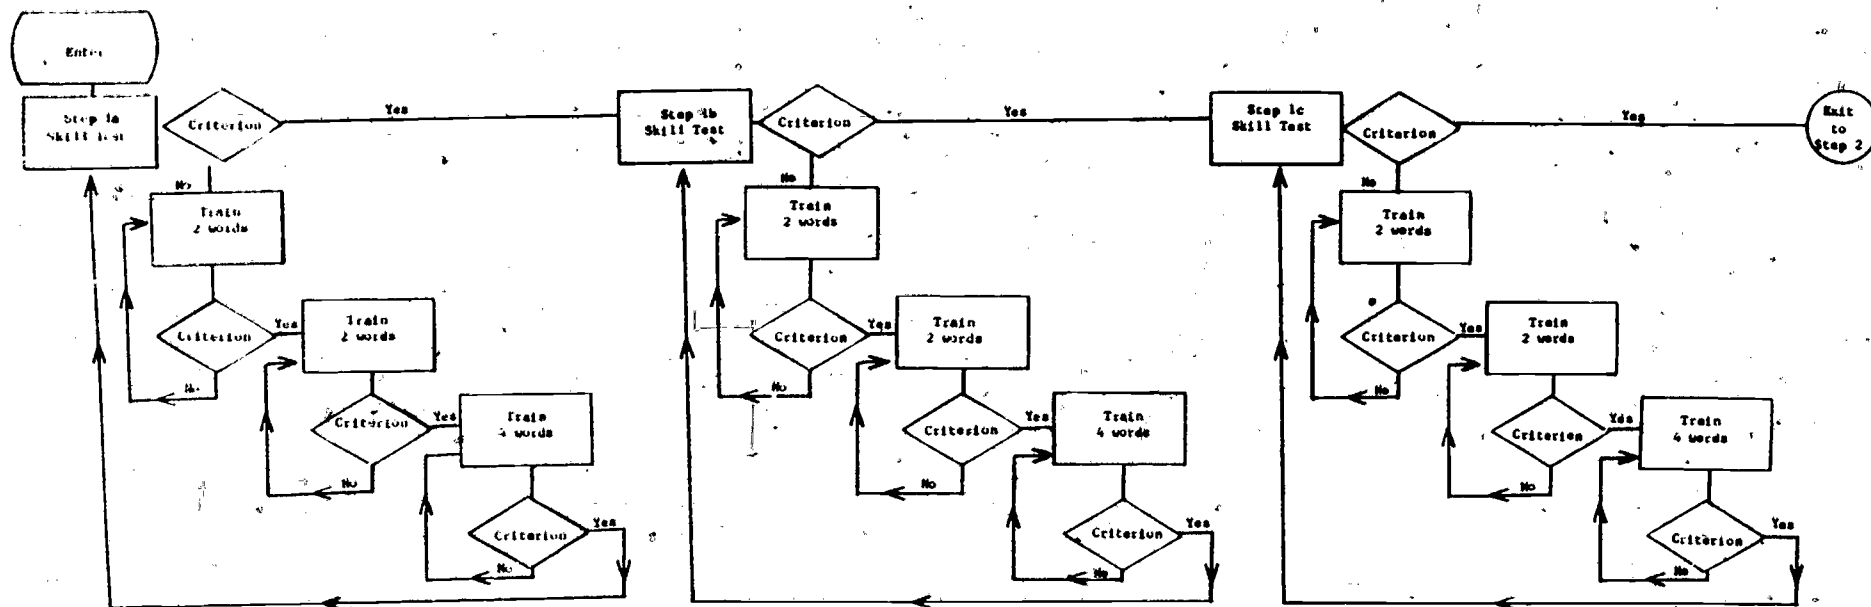 Enter
Step 1a
Skill Test
Criterion
Yes
No
Train
2 words
Criterion
Yes
No
Train
2 words
Criterion
Yes
No
Train
4 words
Criterion
Yes
No
Step 1b
Skill Test
Criterion
Yes
No
Train
2 words
Criterion
Yes
No
Train
2 words
Criterion
Yes
No
Train
4 words
Criterion
Yes
No
Step 1c
Skill Test
Criterion
Yes
No
Train
2 words
Criterion
Yes
No
Train
2 words
Criterion
Yes
No
Train
4 words
Criterion
Yes
No
Exit
to
Step 2